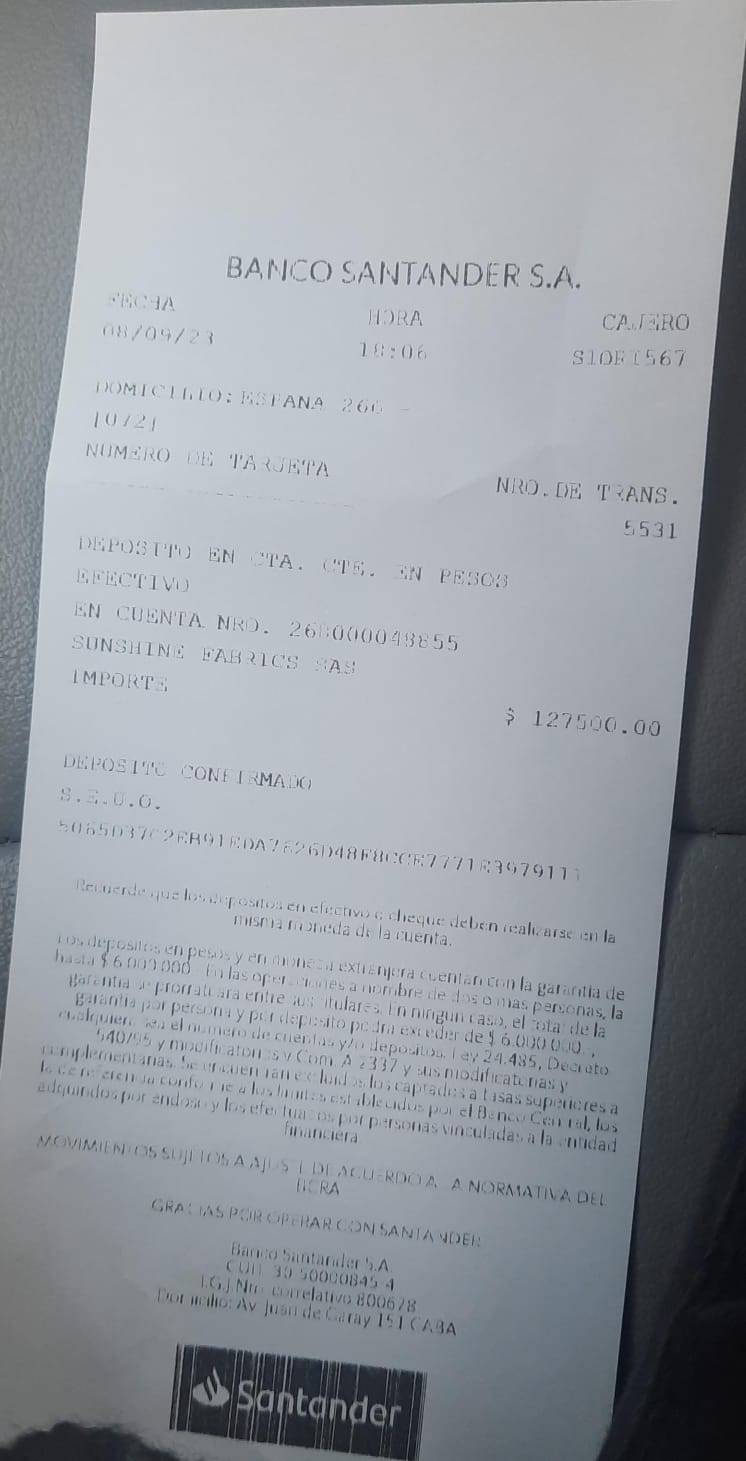 BANCO SANTANDER S.A.
FECHA HORA CAJERO
08/09/23 18:06 S1OFI567
DOMICILIO: ESPANA 266 -
[072]
NUMERO DE TARJETA
NRO. DE TRANS.
5531
DEPOSITO EN CTA. CTE. EN PESOS
EFECTIVO
EN CUENTA NRO.
SUNSHINE FABRICS SAS
IMPORTE
$ 127500.00
DEPOSITO CONFIRMADO
S.E.U.O.
Recuerde que los depositos en efectivo o cheque deben realizarse en la
misma moneda de la cuenta.
Los depositos en pesos y en moneda extranjera cuentan con la garantia de
hasta $ 6.000.000. En las operaciones a nombre de dos o mas personas, la
garantia se prorrateara entre sus titulares. En ningun caso, el total de la
garantia por persona y por deposito podra exceder de $ 6.000.000.,
cualquiera sea el numero de cuentas y/o depositos. Ley 24.485, Decreto
540/95 y modificatorios y Com. A 2337 y sus modificatorias y
complementarias. Se encuentran excluidos los captados a tasas superiores a
la de referencia conforme a los limites establecidos por el Banco Central, los
adquiridos por endoso y los efectuados por personas vinculadas a la entidad
financiera
MOVIMIENTOS SUJETOS A AJUSTE DE ACUERDO A LA NORMATIVA DEL
BCRA
GRACIAS POR OPERAR CON SANTANDER
Banco Santander S.A.
CUIT: 30-50000845-4
I.G.J. Nro. correlativo 800678
Domicilio: Av. Juan de Garay 151 CABA
Santander